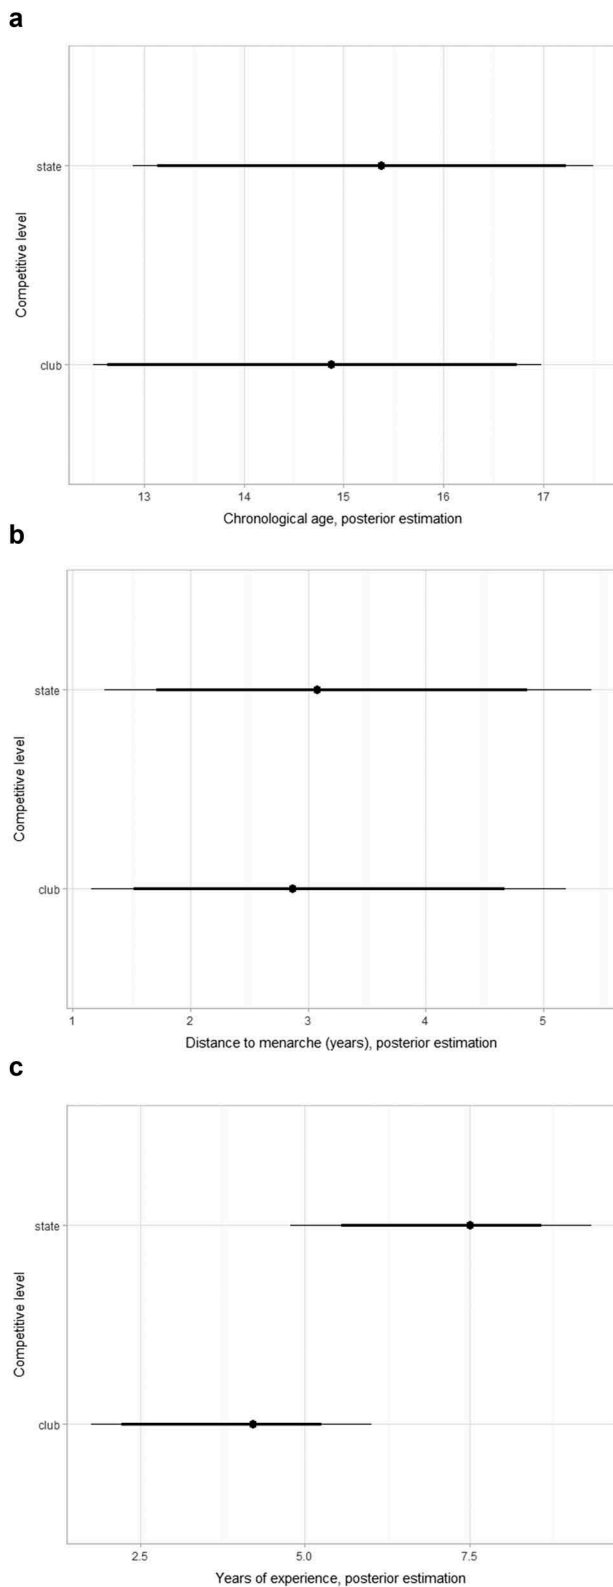 a
state
Competitive level
club
13 14 15 16 17
Chronological age, posterior estimation
b
state
Competitive level
club
1 2 3 4 5
Distance to menarche (years), posterior estimation
c
state
Competitive level
club
2.5 5.0 7.5
Years of experience, posterior estimation